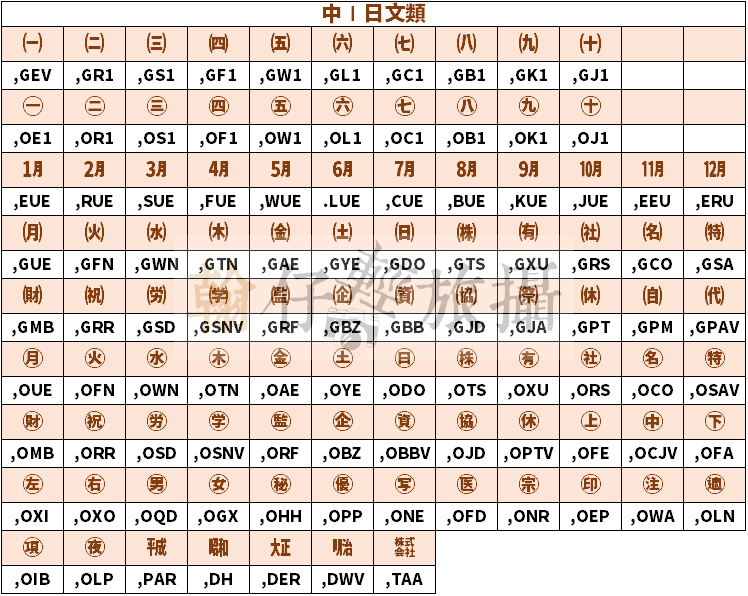 中 | 日文類
㈠ ㈡ ㈢ ㈣ ㈤ ㈥ ㈦ ㈧ ㈨ ㈩
,GEV ,GR1 ,GS1 ,GF1 ,GW1 ,GL1 ,GC1 ,GB1 ,GK1 ,GJ1
㊀ ㊁ ㊂ ㊃ ㊄ ㊅ ㊆ ㊇ ㊈ ㊉
,OE1 ,OR1 ,OS1 ,OF1 ,OW1 ,OL1 ,OC1 ,OB1 ,OK1 ,OJ1
㋀ ㋁ ㋂ ㋃ ㋄ ㋅ ㋆ ㋇ ㋈ ㋉ ㋊ ㋋
,EUE ,RUE ,SUE ,FUE ,WUE .LUE ,CUE ,BUE ,KUE ,JUE ,EEU ,ERU
㈪ ㈫ ㈬ ㈭ ㈮ ㈯ ㈰ ㈱ ㈲ ㈳ ㈴ ㈵
,GUE ,GFN ,GWN ,GTN ,GAE ,GYE ,GDO ,GTS ,GXU ,GRS ,GCO ,GSA
㈶ ㈷ ㈸ ㈻ ㈼ ㈽ ㈾ ㈿ ㉀ ㉁ ㉂ ㈹
,GMB ,GRR ,GSD ,GSNV ,GRF ,GBZ ,GBB ,GJD ,GJA ,GPT ,GPM ,GPAV
㊊ ㊋ ㊌ ㊍ ㊎ ㊏ ㊐ ㊑ ㊒ ㊓ ㊔ ㊕
,OUE ,OFN ,OWN ,OTN ,OAE ,OYE ,ODO ,OTS ,OXU ,ORS ,OCO ,OSAV
㊖ ㊗ ㊘ ㊫ ㊬ ㊭ ㊮ ㊯ ㊡ ㊤ ㊥ ㊦
,OMB ,ORR ,OSD ,OSNV ,ORF ,OBZ ,OBBV ,OJD ,OPTV ,OFE ,OCJV ,OFA
㊧ ㊨ ㊚ ㊛ ㊙ ㊝ ㊢ ㊩ ㊪ ㊞ ㊟ ㊜
,OXI ,OXO ,OQD ,OGX ,OHH ,OPP ,ONE ,OFD ,ONR ,OEP ,OWA ,OLN
㊠ ㊰ ㍻ ㍼ ㍽ ㍾ ㍿
,OIB ,OLP ,PAR ,DH ,DER ,DWV ,TAA
翰仔輕旅攝